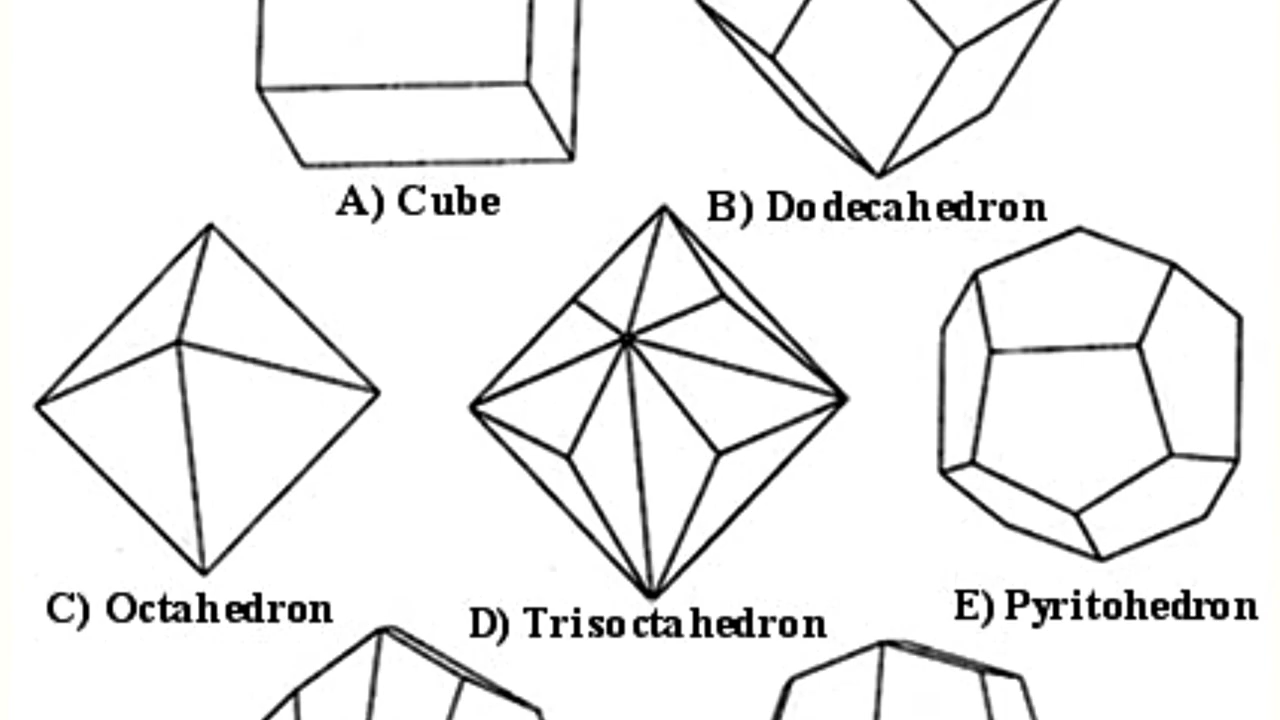 A) Cube
B) Dodecahedron
C) Octahedron
D) Trisoctahedron
E) Pyritohedron